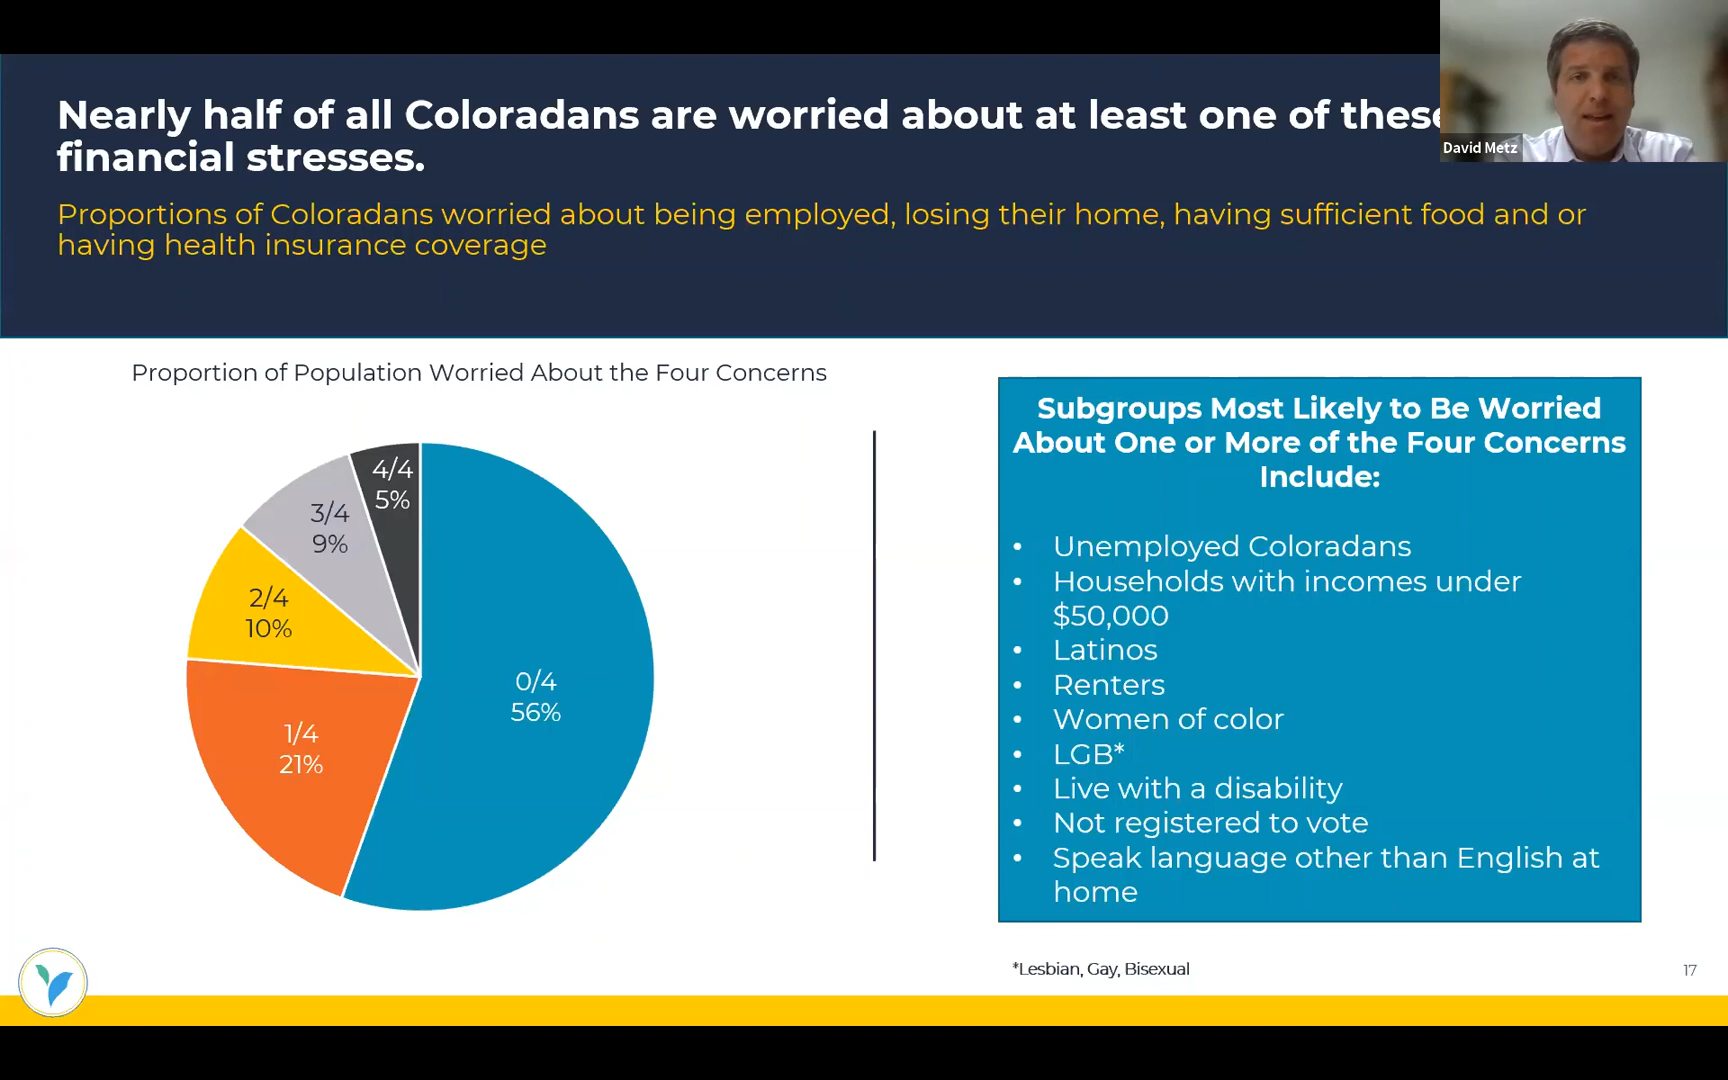 Nearly half of all Coloradans are worried about at least one of these
financial stresses.
Proportions of Coloradans worried about being employed, losing their home, having sufficient food and or
having health insurance coverage
David Metz
Proportion of Population Worried About the Four Concerns
4/4
5%
3/4
9%
2/4
10%
1/4
21%
0/4
56%
Subgroups Most Likely to Be Worried
About One or More of the Four Concerns
Include:
• Unemployed Coloradans
• Households with incomes under
$50,000
• Latinos
• Renters
• Women of color
• LGB*
• Live with a disability
• Not registered to vote
• Speak language other than English at
home
*Lesbian, Gay, Bisexual
17